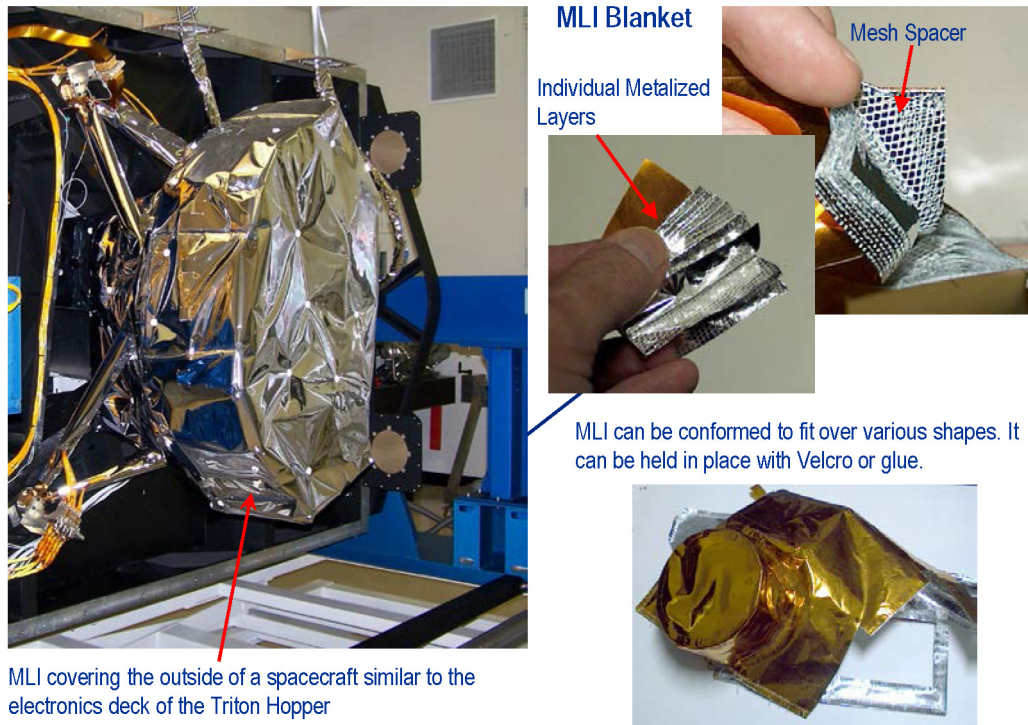 MLI Blanket
Mesh Spacer
Individual Metalized
Layers
MLI can be conformed to fit over various shapes. It
can be held in place with Velcro or glue.
MLI covering the outside of a spacecraft similar to the
electronics deck of the Triton Hopper